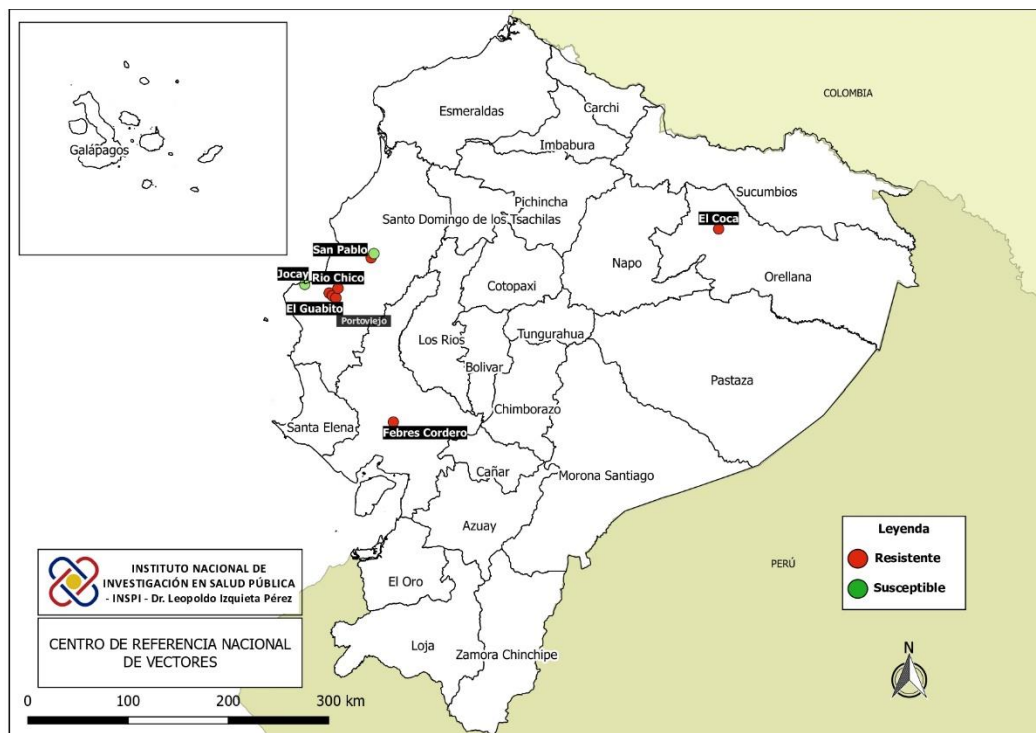 COLOMBIA
Carchi
Esmeraldas
Imbabura
Galápagos
Sucumbios
Pichincha
Santo Domingo de los Tsachilas
El Coca
San Pablo
Napo
Jocay
Rio Chico
Orellana
Cotopaxi
El Guabito
Portoviejo
Los Rios
Tungurahua
Bolivar
Pastaza
Chimborazo
Santa Elena
Febres Cordero
Cañar
Morona Santiago
Azuay
Leyenda
Resistente
Susceptible
PERÚ
INSTITUTO NACIONAL DE
INVESTIGACIÓN EN SALUD PÚBLICA
- INSPI - Dr. Leopoldo Izquieta Pérez
El Oro
CENTRO DE REFERENCIA NACIONAL
DE VECTORES
Loja
Zamora Chinchipe
N
0 100 200 300 km